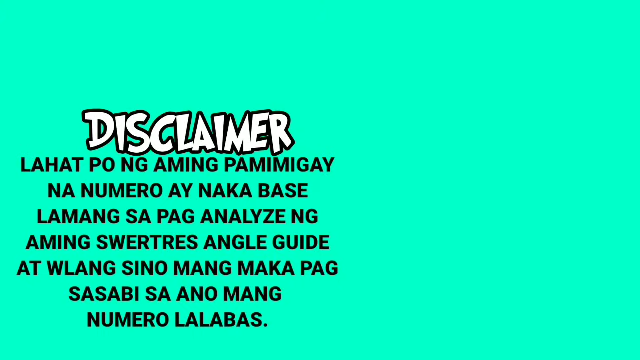 DISCLAIMER
LAHAT PO NG AMING PAMIMIGAY
NA NUMERO AY NAKA BASE
LAMANG SA PAG ANALYZE NG
AMING SWERTRES ANGLE GUIDE
AT WLANG SINO MANG MAKA PAG
SASABI SA ANO MANG
NUMERO LALABAS.